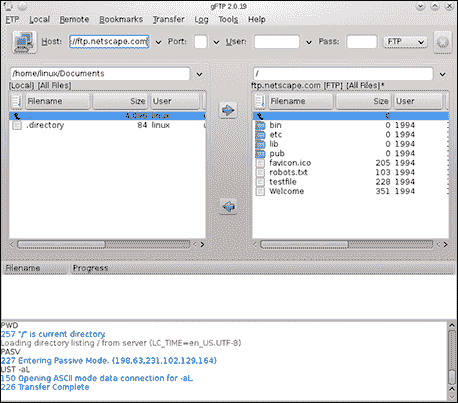 gFTP 2.0.19
FTP Local Remote Bookmarks Transfer Log Tools Help
Host: ://ftp.netscape.com Port: User: Pass: FTP
/home/linux/Documents
[Local] [All Files]
Filename Size User
4,096 linux
.directory 84 linux
/
ftp.netscape.com [FTP] [All Files]*
Filename Size User
0
bin 0 1994
etc 0 1994
lib 0 1994
pub 0 1994
favicon.ico 205 1994
robots.txt 103 1994
testfile 228 1994
Welcome 351 1994
Filename Progress
PWD
257 "/" is current directory.
Loading directory listing / from server (LC_TIME=en_US.UTF-8)
PASV
227 Entering Passive Mode. (198,63,231,102,129,164)
LIST -aL
150 Opening ASCII mode data connection for -aL.
226 Transfer Complete